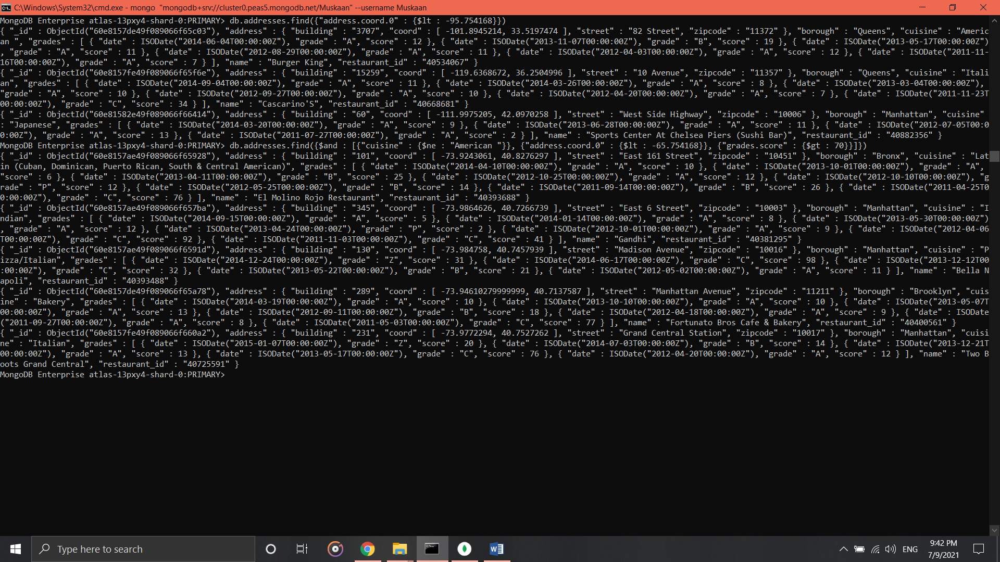 C:\Windows\System32\cmd.exe - mongo  "mongodb+srv://cluster0.peas5.mongodb.net/Muskaan" --username Muskaan
MongoDB Enterprise atlas-13pxy4-shard-0:PRIMARY> db.addresses.find({"address.coord.0" : {$lt : -95.754168}})
{ "_id" : ObjectId("60e8157de49f089066f65c03"), "address" : { "building" : "3707", "coord" : [ -101.8945214, 33.5197474 ], "street" : "82 Street", "zipcode" : "11372" }, "borough" : "Queens", "cuisine" : "Americ
an ", "grades" : [ { "date" : ISODate("2014-06-04T00:00:00Z"), "grade" : "A", "score" : 12 }, { "date" : ISODate("2013-11-07T00:00:00Z"), "grade" : "B", "score" : 19 }, { "date" : ISODate("2013-05-17T00:00:00Z")
, "grade" : "A", "score" : 11 }, { "date" : ISODate("2012-08-29T00:00:00Z"), "grade" : "A", "score" : 11 }, { "date" : ISODate("2012-04-03T00:00:00Z"), "grade" : "A", "score" : 12 }, { "date" : ISODate("2011-11-
16T00:00:00Z"), "grade" : "A", "score" : 7 } ], "name" : "Burger King", "restaurant_id" : "40534067" }
{ "_id" : ObjectId("60e8157fe49f089066f65f6e"), "address" : { "building" : "15259", "coord" : [ -119.6368672, 36.2504996 ], "street" : "10 Avenue", "zipcode" : "11357" }, "borough" : "Queens", "cuisine" : "Itali
an", "grades" : [ { "date" : ISODate("2014-09-04T00:00:00Z"), "grade" : "A", "score" : 11 }, { "date" : ISODate("2014-03-26T00:00:00Z"), "grade" : "A", "score" : 8 }, { "date" : ISODate("2013-03-04T00:00:00Z"),
"grade" : "A", "score" : 10 }, { "date" : ISODate("2012-09-27T00:00:00Z"), "grade" : "A", "score" : 10 }, { "date" : ISODate("2012-04-20T00:00:00Z"), "grade" : "A", "score" : 7 }, { "date" : ISODate("2011-11-23T
00:00:00Z"), "grade" : "C", "score" : 34 } ], "name" : "Cascarino'S", "restaurant_id" : "40668681" }
{ "_id" : ObjectId("60e81582e49f089066f66414"), "address" : { "building" : "60", "coord" : [ -111.9975205, 42.0970258 ], "street" : "West Side Highway", "zipcode" : "10006" }, "borough" : "Manhattan", "cuisine"
: "Japanese", "grades" : [ { "date" : ISODate("2014-03-20T00:00:00Z"), "grade" : "A", "score" : 9 }, { "date" : ISODate("2013-06-28T00:00:00Z"), "grade" : "A", "score" : 11 }, { "date" : ISODate("2012-07-05T00:0
0:00Z"), "grade" : "A", "score" : 13 }, { "date" : ISODate("2011-07-27T00:00:00Z"), "grade" : "A", "score" : 2 } ], "name" : "Sports Center At Chelsea Piers (Sushi Bar)", "restaurant_id" : "40882356" }
MongoDB Enterprise atlas-13pxy4-shard-0:PRIMARY> db.addresses.find({$and : [{"cuisine" : {$ne : "American "}}, {"address.coord.0" : {$lt : -65.754168}}, {"grades.score" : {$gt : 70}}]})
{ "_id" : ObjectId("60e8157ae49f089066f65928"), "address" : { "building" : "101", "coord" : [ -73.9243061, 40.8276297 ], "street" : "East 161 Street", "zipcode" : "10451" }, "borough" : "Bronx", "cuisine" : "Lat
in (Cuban, Dominican, Puerto Rican, South & Central American)", "grades" : [ { "date" : ISODate("2014-04-10T00:00:00Z"), "grade" : "A", "score" : 10 }, { "date" : ISODate("2013-10-01T00:00:00Z"), "grade" : "A",
"score" : 6 }, { "date" : ISODate("2013-04-11T00:00:00Z"), "grade" : "B", "score" : 25 }, { "date" : ISODate("2012-10-25T00:00:00Z"), "grade" : "A", "score" : 12 }, { "date" : ISODate("2012-10-10T00:00:00Z"), "g
rade" : "P", "score" : 12 }, { "date" : ISODate("2012-05-25T00:00:00Z"), "grade" : "B", "score" : 14 }, { "date" : ISODate("2011-09-14T00:00:00Z"), "grade" : "B", "score" : 26 }, { "date" : ISODate("2011-04-25T0
0:00:00Z"), "grade" : "C", "score" : 76 } ], "name" : "El Molino Rojo Restaurant", "restaurant_id" : "40393688" }
{ "_id" : ObjectId("60e8157ae49f089066f657ba"), "address" : { "building" : "345", "coord" : [ -73.9864626, 40.7266739 ], "street" : "East 6 Street", "zipcode" : "10003" }, "borough" : "Manhattan", "cuisine" : "I
ndian", "grades" : [ { "date" : ISODate("2014-09-15T00:00:00Z"), "grade" : "A", "score" : 5 }, { "date" : ISODate("2014-01-14T00:00:00Z"), "grade" : "A", "score" : 8 }, { "date" : ISODate("2013-05-30T00:00:00Z")
, "grade" : "A", "score" : 12 }, { "date" : ISODate("2013-04-24T00:00:00Z"), "grade" : "P", "score" : 2 }, { "date" : ISODate("2012-10-01T00:00:00Z"), "grade" : "A", "score" : 9 }, { "date" : ISODate("2012-04-06
T00:00:00Z"), "grade" : "C", "score" : 92 }, { "date" : ISODate("2011-11-03T00:00:00Z"), "grade" : "C", "score" : 41 } ], "name" : "Gandhi", "restaurant_id" : "40381295" }
{ "_id" : ObjectId("60e8157ae49f089066f6591d"), "address" : { "building" : "130", "coord" : [ -73.984758, 40.7457939 ], "street" : "Madison Avenue", "zipcode" : "10016" }, "borough" : "Manhattan", "cuisine" : "P
izza/Italian", "grades" : [ { "date" : ISODate("2014-12-24T00:00:00Z"), "grade" : "Z", "score" : 31 }, { "date" : ISODate("2014-06-17T00:00:00Z"), "grade" : "C", "score" : 98 }, { "date" : ISODate("2013-12-12T00
:00:00Z"), "grade" : "C", "score" : 32 }, { "date" : ISODate("2013-05-22T00:00:00Z"), "grade" : "B", "score" : 21 }, { "date" : ISODate("2012-05-02T00:00:00Z"), "grade" : "A", "score" : 11 } ], "name" : "Bella N
apoli", "restaurant_id" : "40393488" }
{ "_id" : ObjectId("60e8157de49f089066f65a78"), "address" : { "building" : "289", "coord" : [ -73.94610279999999, 40.7137587 ], "street" : "Manhattan Avenue", "zipcode" : "11211" }, "borough" : "Brooklyn", "cuis
ine" : "Bakery", "grades" : [ { "date" : ISODate("2014-03-19T00:00:00Z"), "grade" : "A", "score" : 10 }, { "date" : ISODate("2013-10-10T00:00:00Z"), "grade" : "A", "score" : 10 }, { "date" : ISODate("2013-05-07T
00:00:00Z"), "grade" : "A", "score" : 13 }, { "date" : ISODate("2012-09-11T00:00:00Z"), "grade" : "B", "score" : 18 }, { "date" : ISODate("2012-04-18T00:00:00Z"), "grade" : "A", "score" : 9 }, { "date" : ISODate
("2011-09-27T00:00:00Z"), "grade" : "A", "score" : 8 }, { "date" : ISODate("2011-05-03T00:00:00Z"), "grade" : "C", "score" : 77 } ], "name" : "Fortunato Bros Cafe & Bakery", "restaurant_id" : "40400561" }
{ "_id" : ObjectId("60e8157fe49f089066f660a2"), "address" : { "building" : "231", "coord" : [ -73.9772294, 40.7527262 ], "street" : "Grand Central Station", "zipcode" : "10017" }, "borough" : "Manhattan", "cuisi
ne" : "Italian", "grades" : [ { "date" : ISODate("2015-01-07T00:00:00Z"), "grade" : "Z", "score" : 20 }, { "date" : ISODate("2014-07-03T00:00:00Z"), "grade" : "B", "score" : 14 }, { "date" : ISODate("2013-12-21T
00:00:00Z"), "grade" : "A", "score" : 13 }, { "date" : ISODate("2013-05-17T00:00:00Z"), "grade" : "C", "score" : 76 }, { "date" : ISODate("2012-04-20T00:00:00Z"), "grade" : "A", "score" : 12 } ], "name" : "Two B
oots Grand Central", "restaurant_id" : "40725591" }
MongoDB Enterprise atlas-13pxy4-shard-0:PRIMARY>
Type here to search
ENG
9:42 PM
7/9/2021